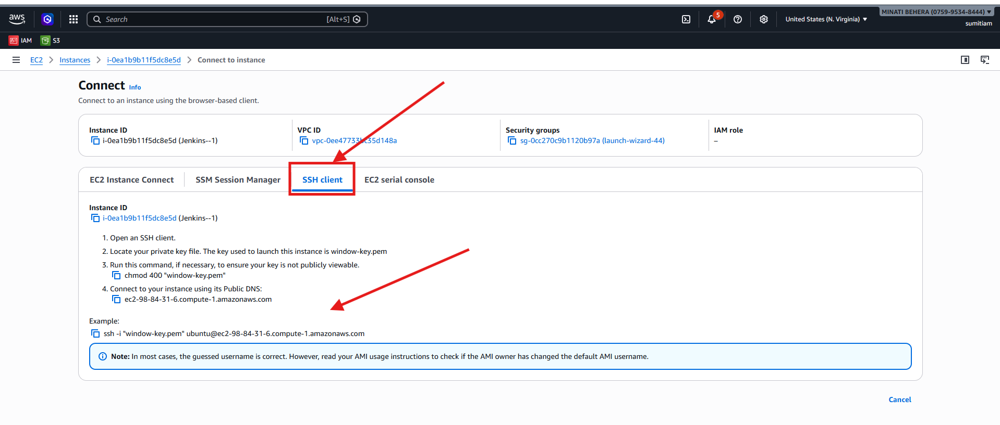 aws
Search
[Alt+S]
5
United States (N. Virginia)
MINATI BEHERA (0759-9534-8444)
sumitiam
IAM
S3
EC2
Instances
i-0ea1b9b11f5dc8e5d
Connect to instance
Connect Info
Connect to an instance using the browser-based client.
Instance ID
i-0ea1b9b11f5dc8e5d (Jenkins--1)
VPC ID
vpc-0ee47733bc35d148a
Security groups
sg-0cc270c9b1120b97a (launch-wizard-44)
IAM role
–
EC2 Instance Connect
SSM Session Manager
SSH client
EC2 serial console
Instance ID
i-0ea1b9b11f5dc8e5d (Jenkins--1)
1. Open an SSH client.
2. Locate your private key file. The key used to launch this instance is window-key.pem
3. Run this command, if necessary, to ensure your key is not publicly viewable.
chmod 400 "window-key.pem"
4. Connect to your instance using its Public DNS:
ec2-98-84-31-6.compute-1.amazonaws.com
Example:
ssh -i "window-key.pem" ubuntu@ec2-98-84-31-6.compute-1.amazonaws.com
Note: In most cases, the guessed username is correct. However, read your AMI usage instructions to check if the AMI owner has changed the default AMI username.
Cancel